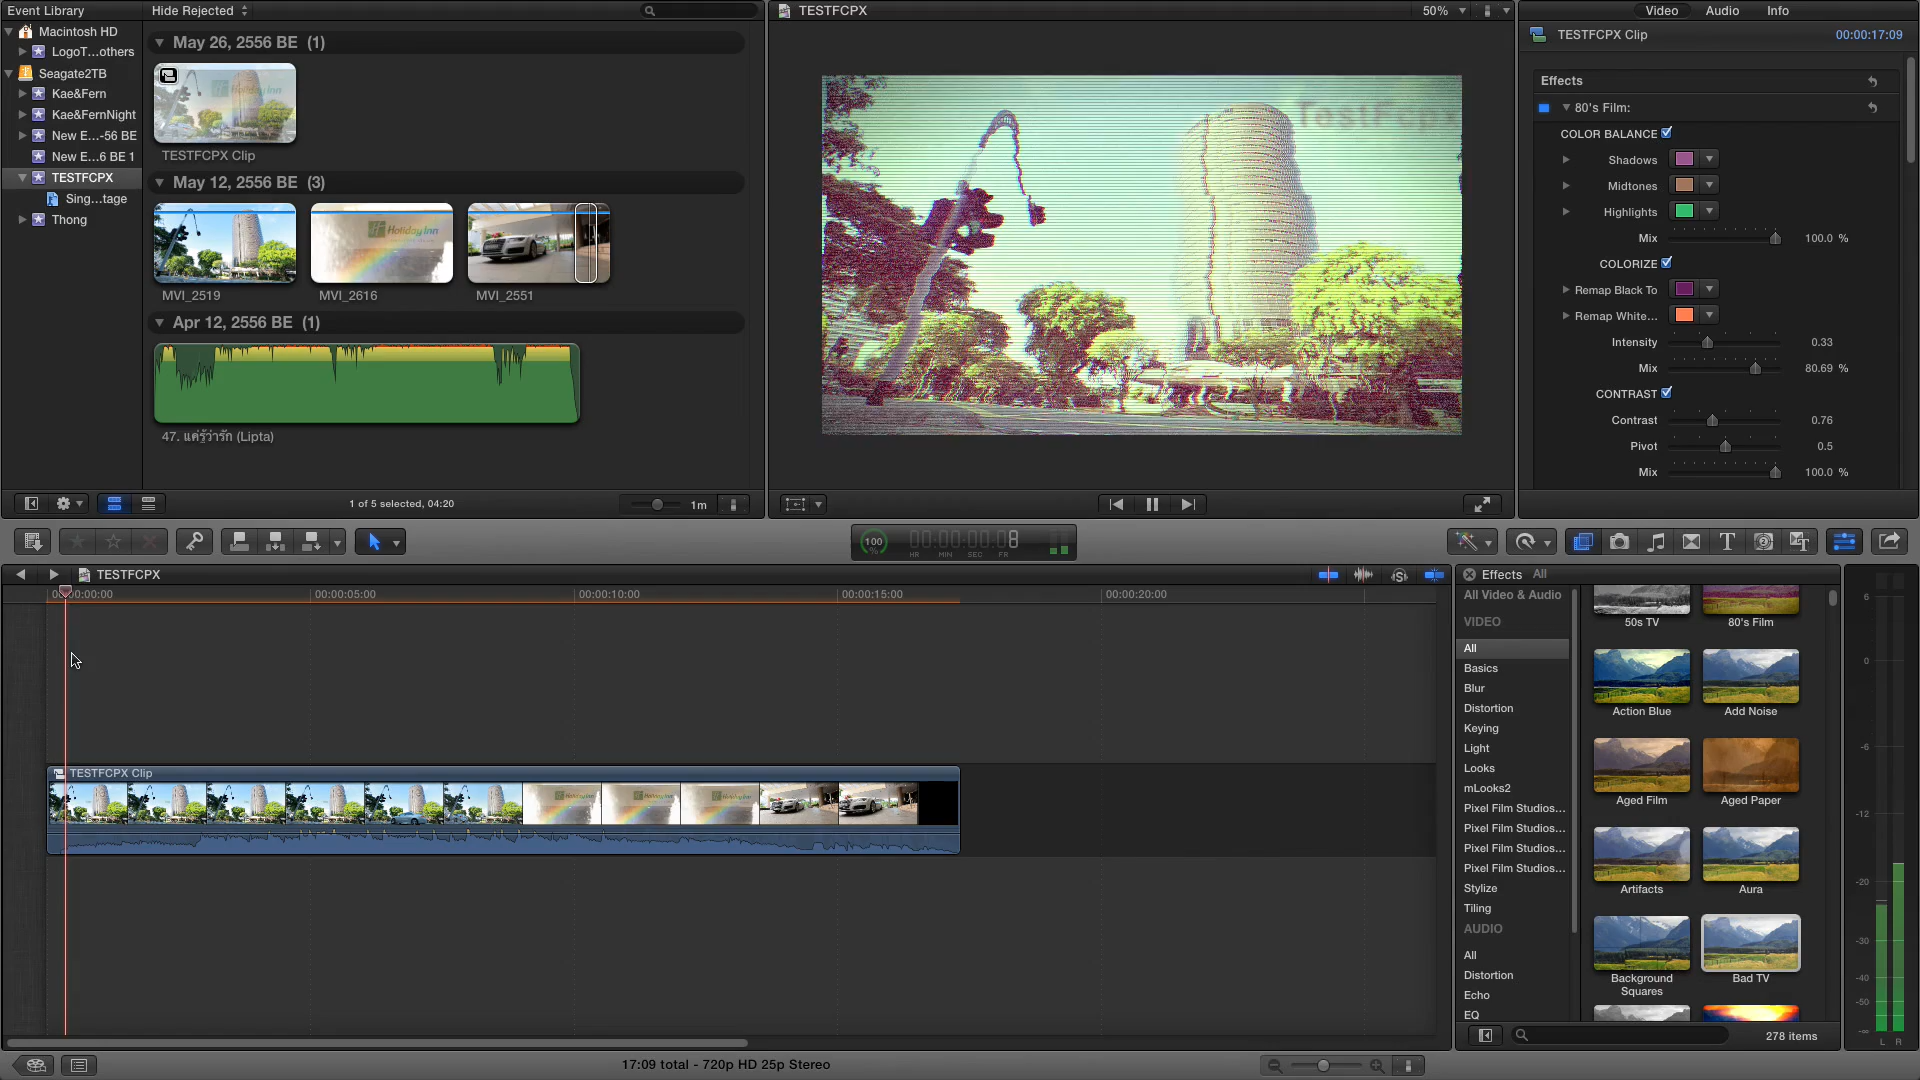 Event Library
Hide Rejected
TESTFCPX
50%
Video
Audio
Info
Macintosh HD
LogoT...others
Seagate2TB
Kae&Fern
Kae&FernNight
New E...-56 BE
New E...6 BE 1
TESTFCPX
Sing...tage
Thong
May 26, 2556 BE (1)
TESTFCPX Clip
May 12, 2556 BE (3)
Holiday Inn
MVI_2519
MVI_2616
MVI_2551
Apr 12, 2556 BE (1)
47. แค่รู้ว่ารัก (Lipta)
1 of 5 selected, 04:20
1m
TestFcpx
TESTFCPX Clip
00:00:17:09
Effects
80's Film:
COLOR BALANCE
Shadows
Midtones
Highlights
Mix
100.0 %
COLORIZE
Remap Black To
Remap White...
Intensity
0.33
Mix
80.69 %
CONTRAST
Contrast
0.76
Pivot
0.5
Mix
100.0 %
100
%
00:00:00:08
HR MIN SEC FR
TESTFCPX
00:00:05:00
00:00:10:00
00:00:15:00
00:00:20:00
TESTFCPX Clip
Effects
All
All Video & Audio
VIDEO
All
Basics
Blur
Distortion
Keying
Light
Looks
mLooks2
Pixel Film Studios...
Pixel Film Studios...
Pixel Film Studios...
Pixel Film Studios...
Stylize
Tiling
AUDIO
All
Distortion
Echo
EQ
50s TV
80's Film
Action Blue
Add Noise
Aged Film
Aged Paper
Artifacts
Aura
Background Squares
Bad TV
278 items
6
0
-6
-12
-20
-30
-40
-50
-∞
L R
17:09 total - 720p HD 25p Stereo